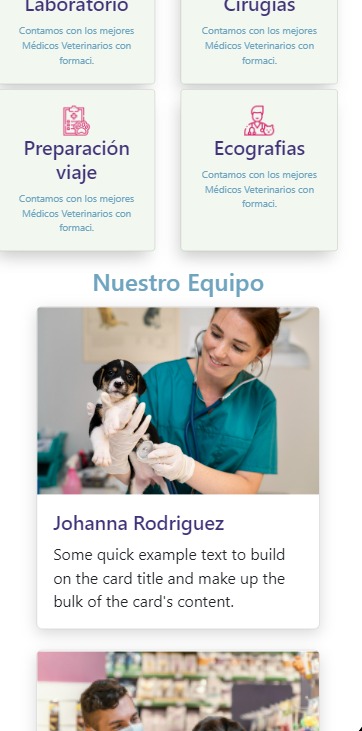 Laboratorio
Cirugías
Contamos con los mejores
Médicos Veterinarios con
formaci.
Contamos con los mejores
Médicos Veterinarios con
formaci.
Preparación
viaje
Contamos con los mejores
Médicos Veterinarios con
formaci.
Ecografias
Contamos con los mejores
Médicos Veterinarios con
formaci.
Nuestro Equipo
Johanna Rodriguez
Some quick example text to build
on the card title and make up the
bulk of the card's content.